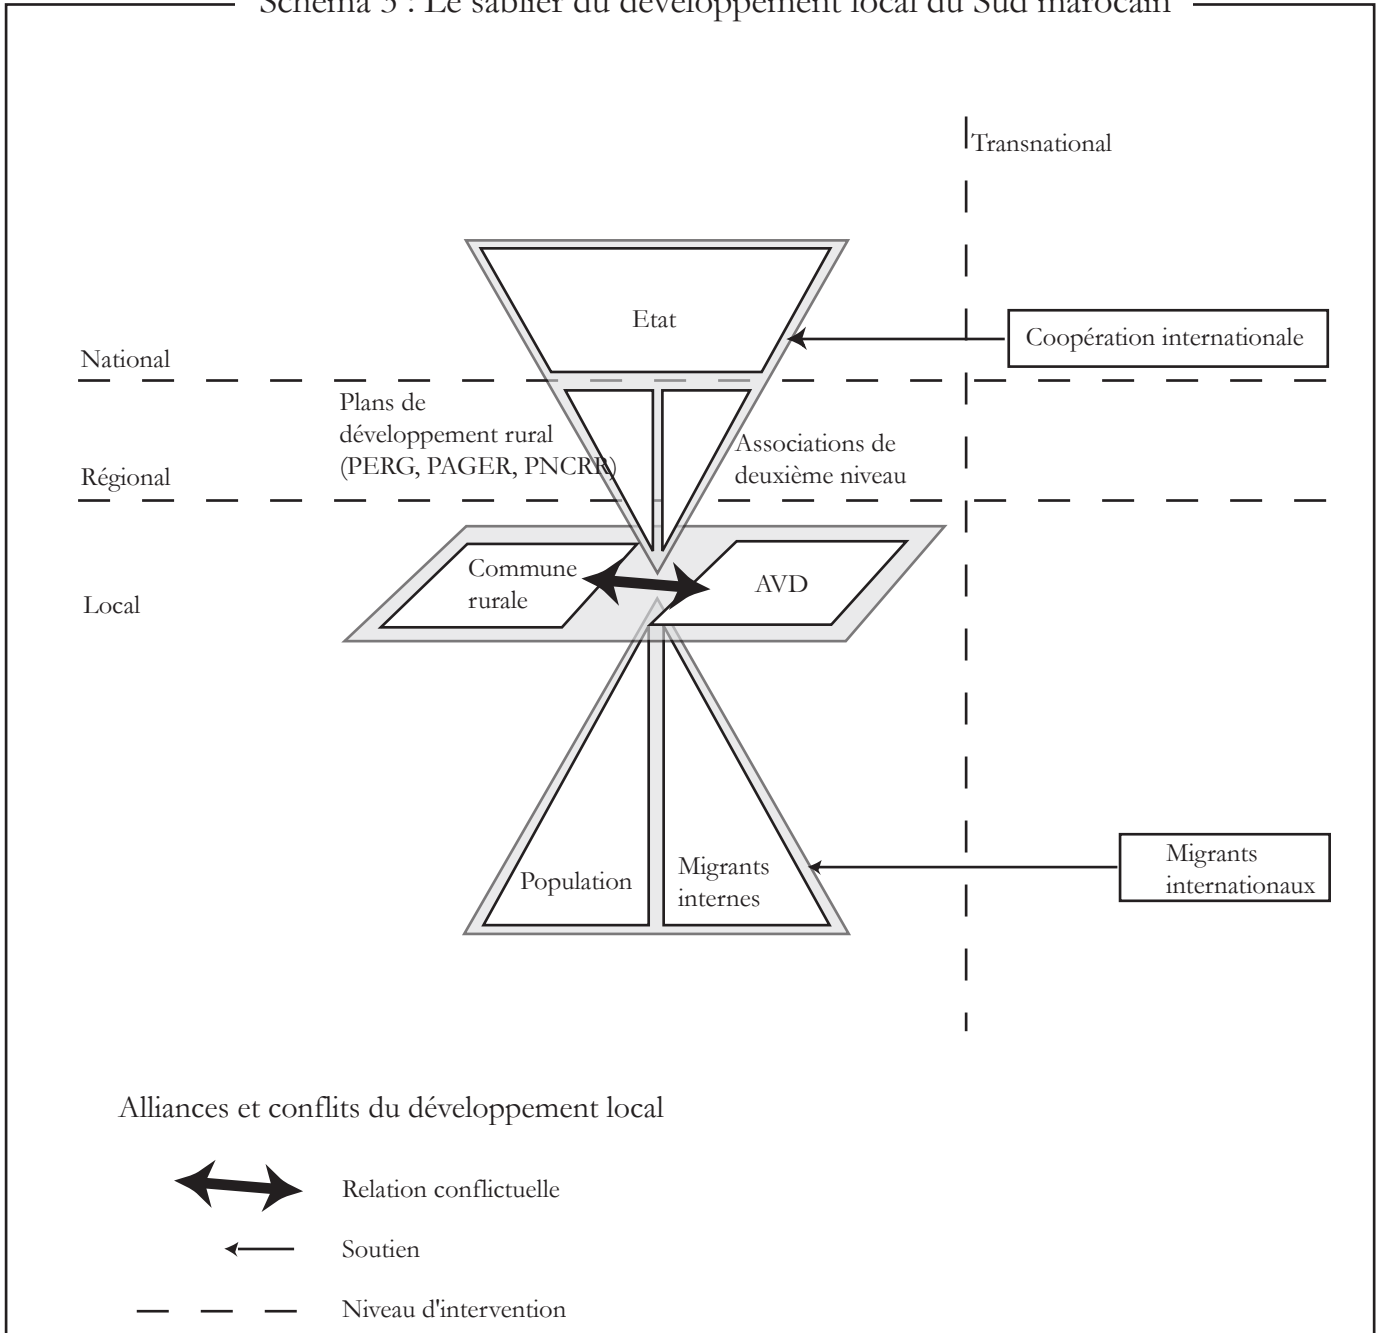 Schéma 3 : Le sablier du développement local du Sud marocain
Transnational
Etat
Coopération internationale
National
Plans de
développement rural
(PERG, PAGER, PNCRR)
Associations de
deuxième niveau
Régional
Commune
rurale
AVD
Local
Population
Migrants
internes
Migrants
internationaux
Alliances et conflits du développement local
Relation conflictuelle
Soutien
Niveau d'intervention